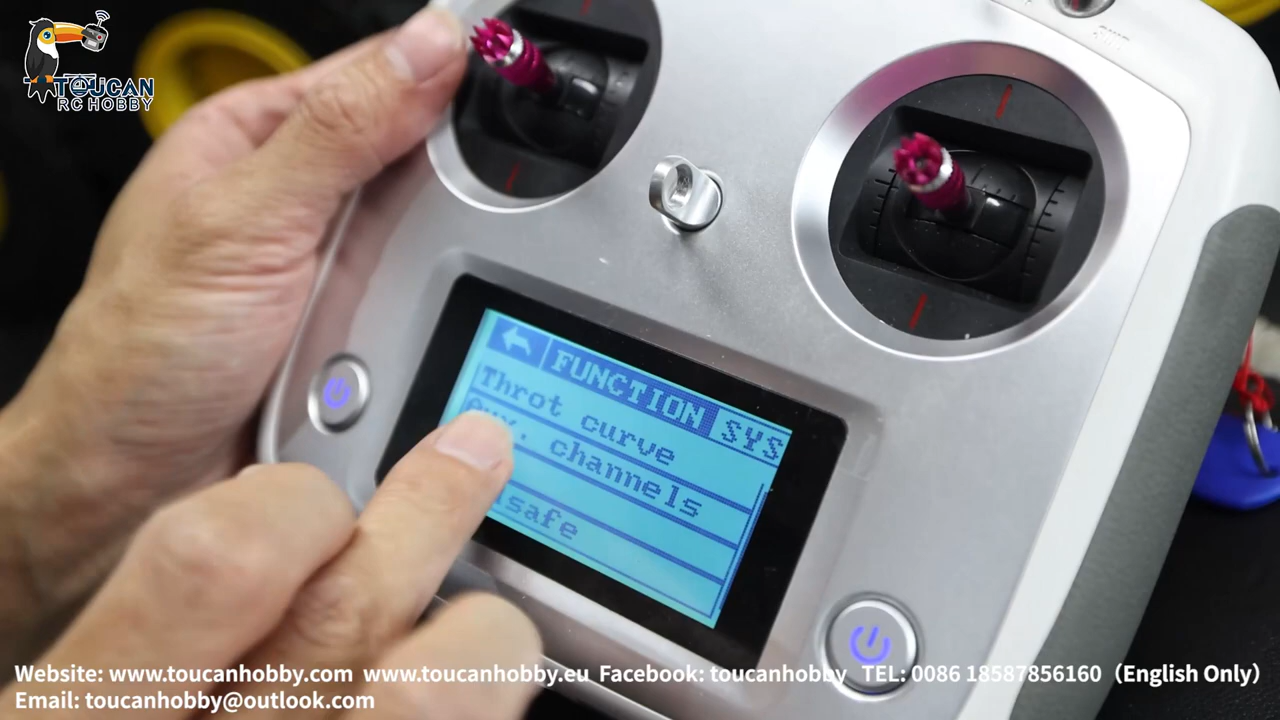 TOUCAN
RC HOBBY
FUNCTION SYS
Throt curve
Aux. channels
safe
Website: www.toucanhobby.com www.toucanhobby.eu Facebook: toucanhobby TEL: 0086 18587856160（English Only）
Email: toucanhobby@outlook.com